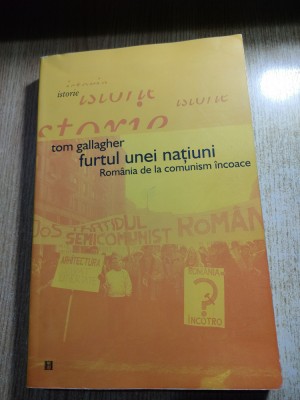 istorie
istorie
istorie
istorie
tom gallagher
furtul unei națiuni
România de la comunism încoace
JOS PARTIDUL
SEMICOMUNIST ROMÂN
ARHITECTURA
ROMÂNIA
?
ÎNCOTRO